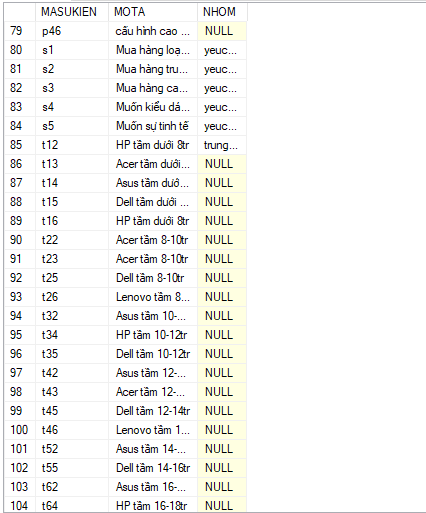 MASUKIEN MOTA NHOM
79 p46 cấu hình cao ... NULL
80 s1 Mua hàng loạ... yeuc...
81 s2 Mua hàng tru... yeuc...
82 s3 Mua hàng ca... yeuc...
83 s4 Muốn kiểu dá... yeuc...
84 s5 Muốn sự tinh tế yeuc...
85 t12 HP tầm dưới 8tr trung...
86 t13 Acer tầm dưới... NULL
87 t14 Asus tầm dướ... NULL
88 t15 Dell tầm dưới ... NULL
89 t16 HP tầm dưới 8tr NULL
90 t22 Acer tầm 8-10tr NULL
91 t23 Acer tầm 8-10tr NULL
92 t25 Dell tầm 8-10tr NULL
93 t26 Lenovo tầm 8... NULL
94 t32 Asus tầm 10-... NULL
95 t34 HP tầm 10-12tr NULL
96 t35 Dell tầm 10-12tr NULL
97 t42 Asus tầm 12-... NULL
98 t43 Acer tầm 12-... NULL
99 t45 Dell tầm 12-14tr NULL
100 t46 Lenovo tầm 1... NULL
101 t52 Asus tầm 14-... NULL
102 t55 Dell tầm 14-16tr NULL
103 t62 Asus tầm 16-... NULL
104 t64 HP tầm 16-18tr NULL